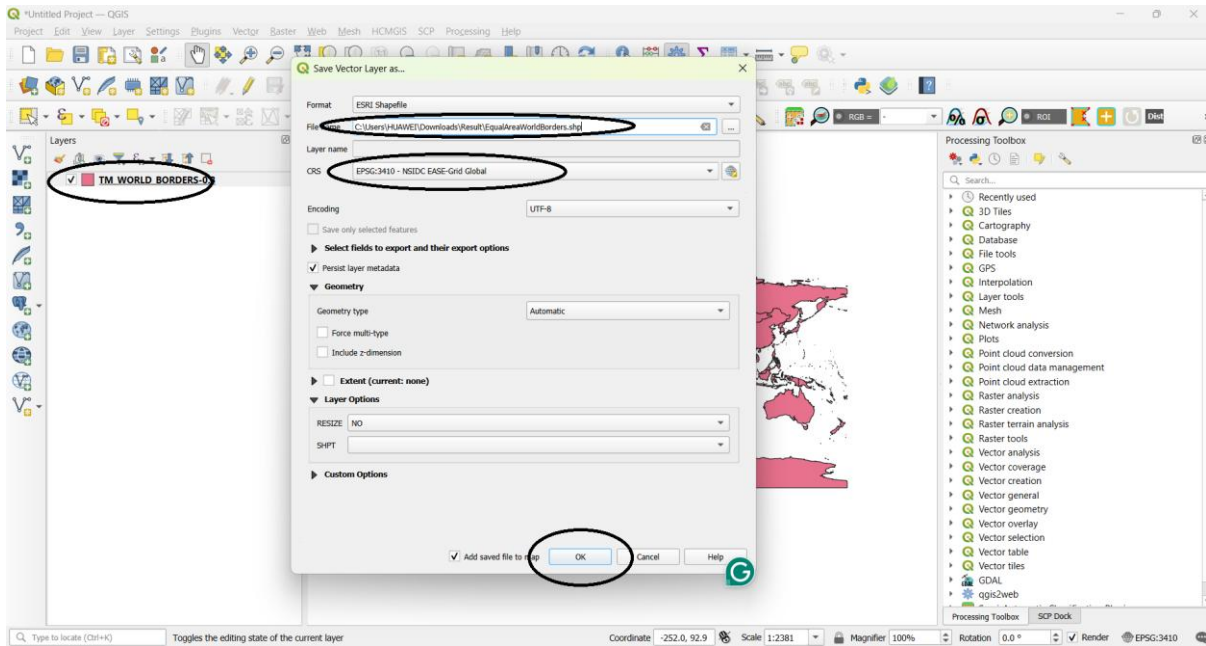 *Untitled Project — QGIS
Project Edit View Layer Settings Plugins Vector Raster Web Mesh HCMGIS SCP Processing Help
RGB = -
ROI
Dist
Layers
TM_WORLD_BORDERS-0.3
Save Vector Layer as...
Format ESRI Shapefile
File name C:\Users\HUAWEI\Downloads\Result\EqualAreaWorldBorders.shp
Layer name
CRS EPSG:3410 - NSIDC EASE-Grid Global
Encoding UTF-8
Save only selected features
Select fields to export and their export options
Persist layer metadata
Geometry
Geometry type Automatic
Force multi-type
Include z-dimension
Extent (current: none)
Layer Options
RESIZE NO
SHPT
Custom Options
Add saved file to map OK Cancel Help
G
Processing Toolbox
Search...
Recently used
3D Tiles
Cartography
Database
File tools
GPS
Interpolation
Layer tools
Mesh
Network analysis
Plots
Point cloud conversion
Point cloud data management
Point cloud extraction
Raster analysis
Raster creation
Raster terrain analysis
Raster tools
Vector analysis
Vector coverage
Vector creation
Vector general
Vector geometry
Vector overlay
Vector selection
Vector table
Vector tiles
GDAL
qgis2web
Processing Toolbox SCP Dock
Type to locate (Ctrl+K) Toggles the editing state of the current layer Coordinate -252.0, 92.9 Scale 1:2381 Magnifier 100% Rotation 0.0 ° Render EPSG:3410